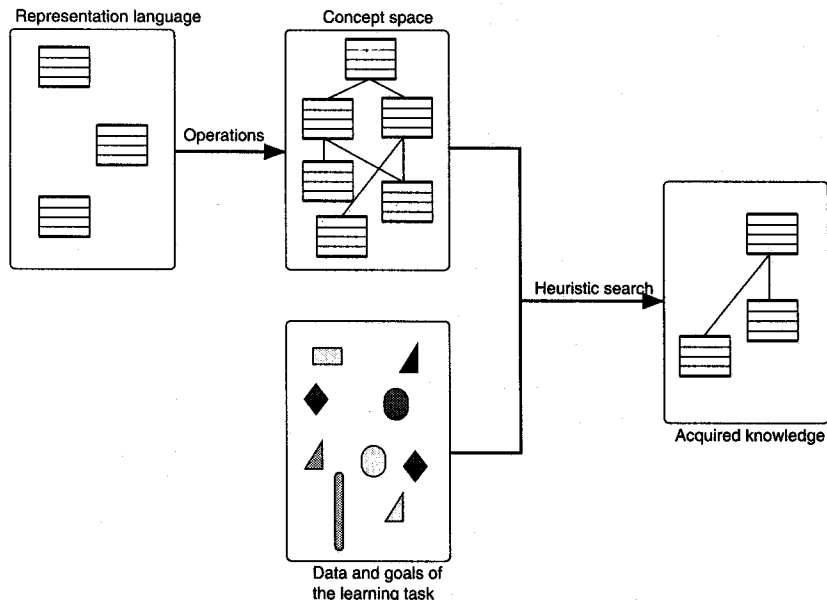 Representation language
Concept space
Operations
Heuristic search
Acquired knowledge
Data and goals of
the learning task